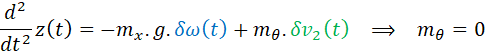 d²/dt² z(t) = −mₓ.g.δω(t) + m_θ.δv₂(t) ⟹ m_θ = 0